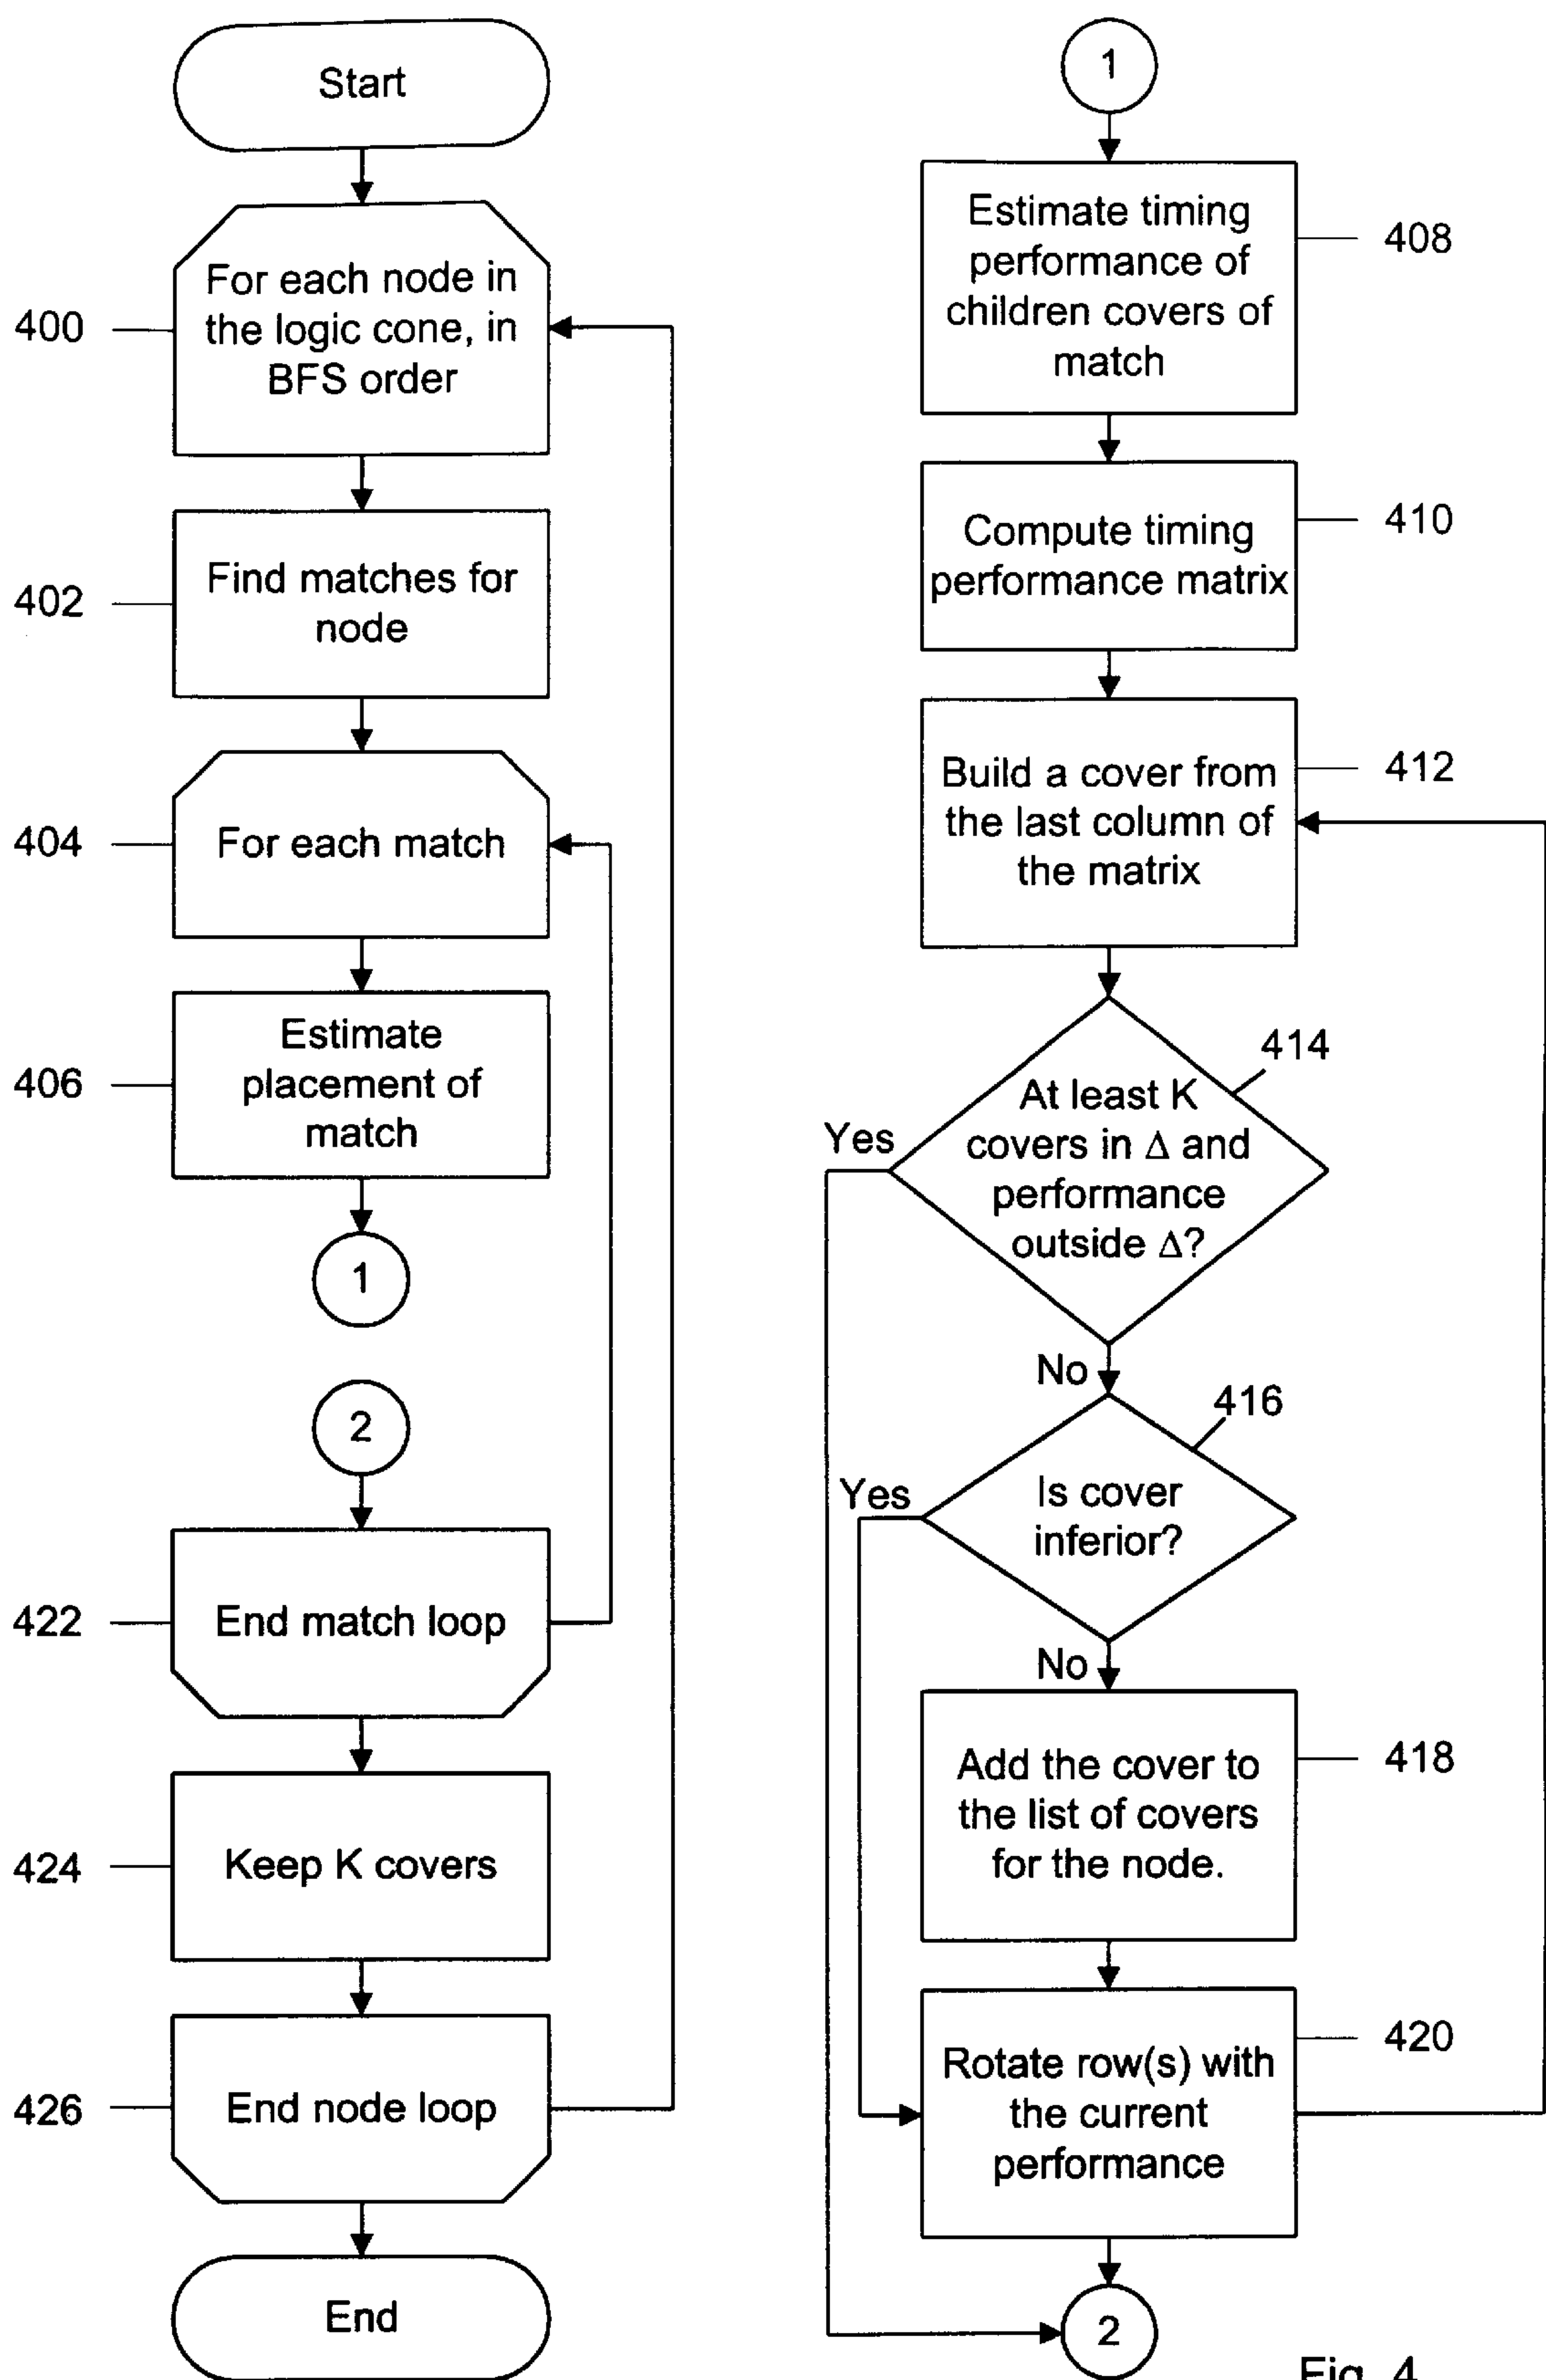 Start
400
For each node in
the logic cone, in
BFS order
402
Find matches for
node
404
For each match
406
Estimate
placement of
match
1
2
422
End match loop
424
Keep K covers
426
End node loop
End
1
Estimate timing
performance of
children covers of
match
408
Compute timing
performance matrix
410
Build a cover from
the last column of
the matrix
412
414
At least K
covers in Δ and
performance
outside Δ?
Yes
No
416
Is cover
inferior?
Yes
No
Add the cover to
the list of covers
for the node.
418
Rotate row(s) with
the current
performance
420
2
Fig. 4